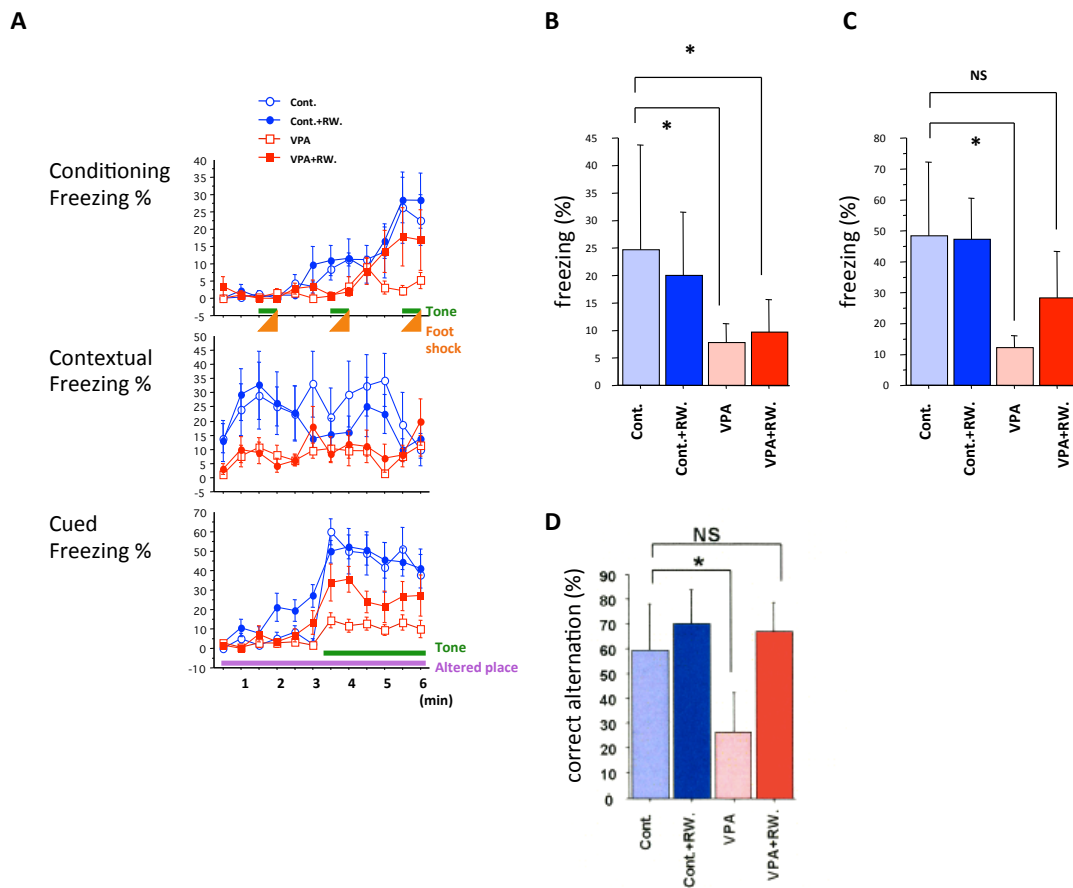 A
Cont.
Cont.+RW.
VPA
VPA+RW.
Conditioning
Freezing %
40
35
30
25
20
15
10
5
0
-5
Tone
Foot
shock
Contextual
Freezing %
50
45
40
35
30
25
20
15
10
5
0
-5
Cued
Freezing %
70
60
50
40
30
20
10
0
-10
Tone
Altered place
1 2 3 4 5 6
(min)
B
*
*
freezing (%)
45
40
35
30
25
20
15
10
5
0
Cont.
Cont.+RW.
VPA
VPA+RW.
C
NS
*
freezing (%)
80
70
60
50
40
30
20
10
0
Cont.
Cont.+RW.
VPA
VPA+RW.
D
NS
*
correct alternation (%)
90
80
70
60
50
40
30
20
10
0
Cont.
Cont.+RW.
VPA
VPA+RW.